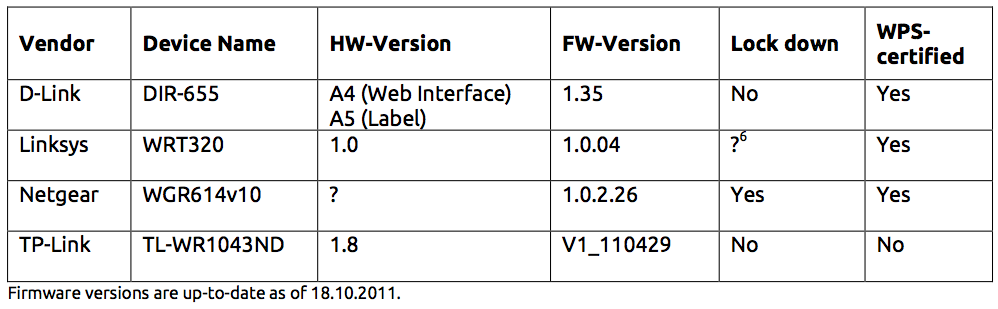 Vendor Device Name HW-Version FW-Version Lock down WPS-certified
D-Link DIR-655 A4 (Web Interface) 1.35 No Yes
A5 (Label)
Linksys WRT320 1.0 1.0.04 ?6 Yes
Netgear WGR614v10 ? 1.0.2.26 Yes Yes
TP-Link TL-WR1043ND 1.8 V1_110429 No No
Firmware versions are up-to-date as of 18.10.2011.